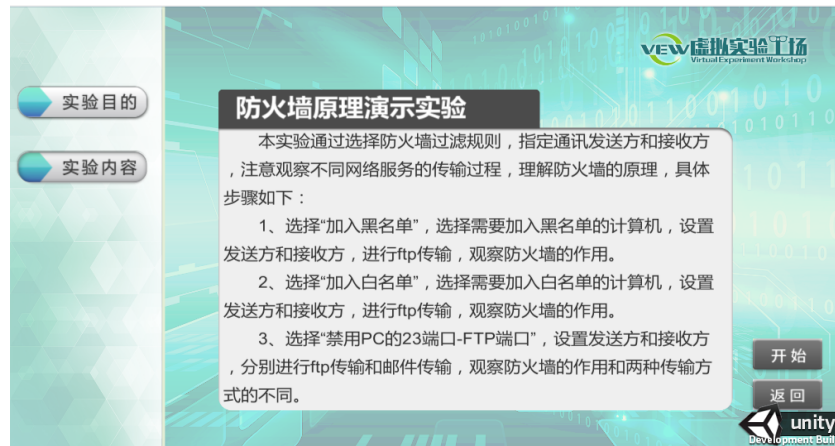 VEW虚拟实验工场
Virtual Experiment Workshop
实验目的
实验内容
防火墙原理演示实验
本实验通过选择防火墙过滤规则，指定通讯发送方和接收方
，注意观察不同网络服务的传输过程，理解防火墙的原理，具体
步骤如下：
1、选择“加入黑名单”，选择需要加入黑名单的计算机，设置
发送方和接收方，进行ftp传输，观察防火墙的作用。
2、选择“加入白名单”，选择需要加入白名单的计算机，设置
发送方和接收方，进行ftp传输，观察防火墙的作用。
3、选择“禁用PC的23端口-FTP端口”，设置发送方和接收方
，分别进行ftp传输和邮件传输，观察防火墙的作用和两种传输方
式的不同。
开始
返回
unity
Development Buil